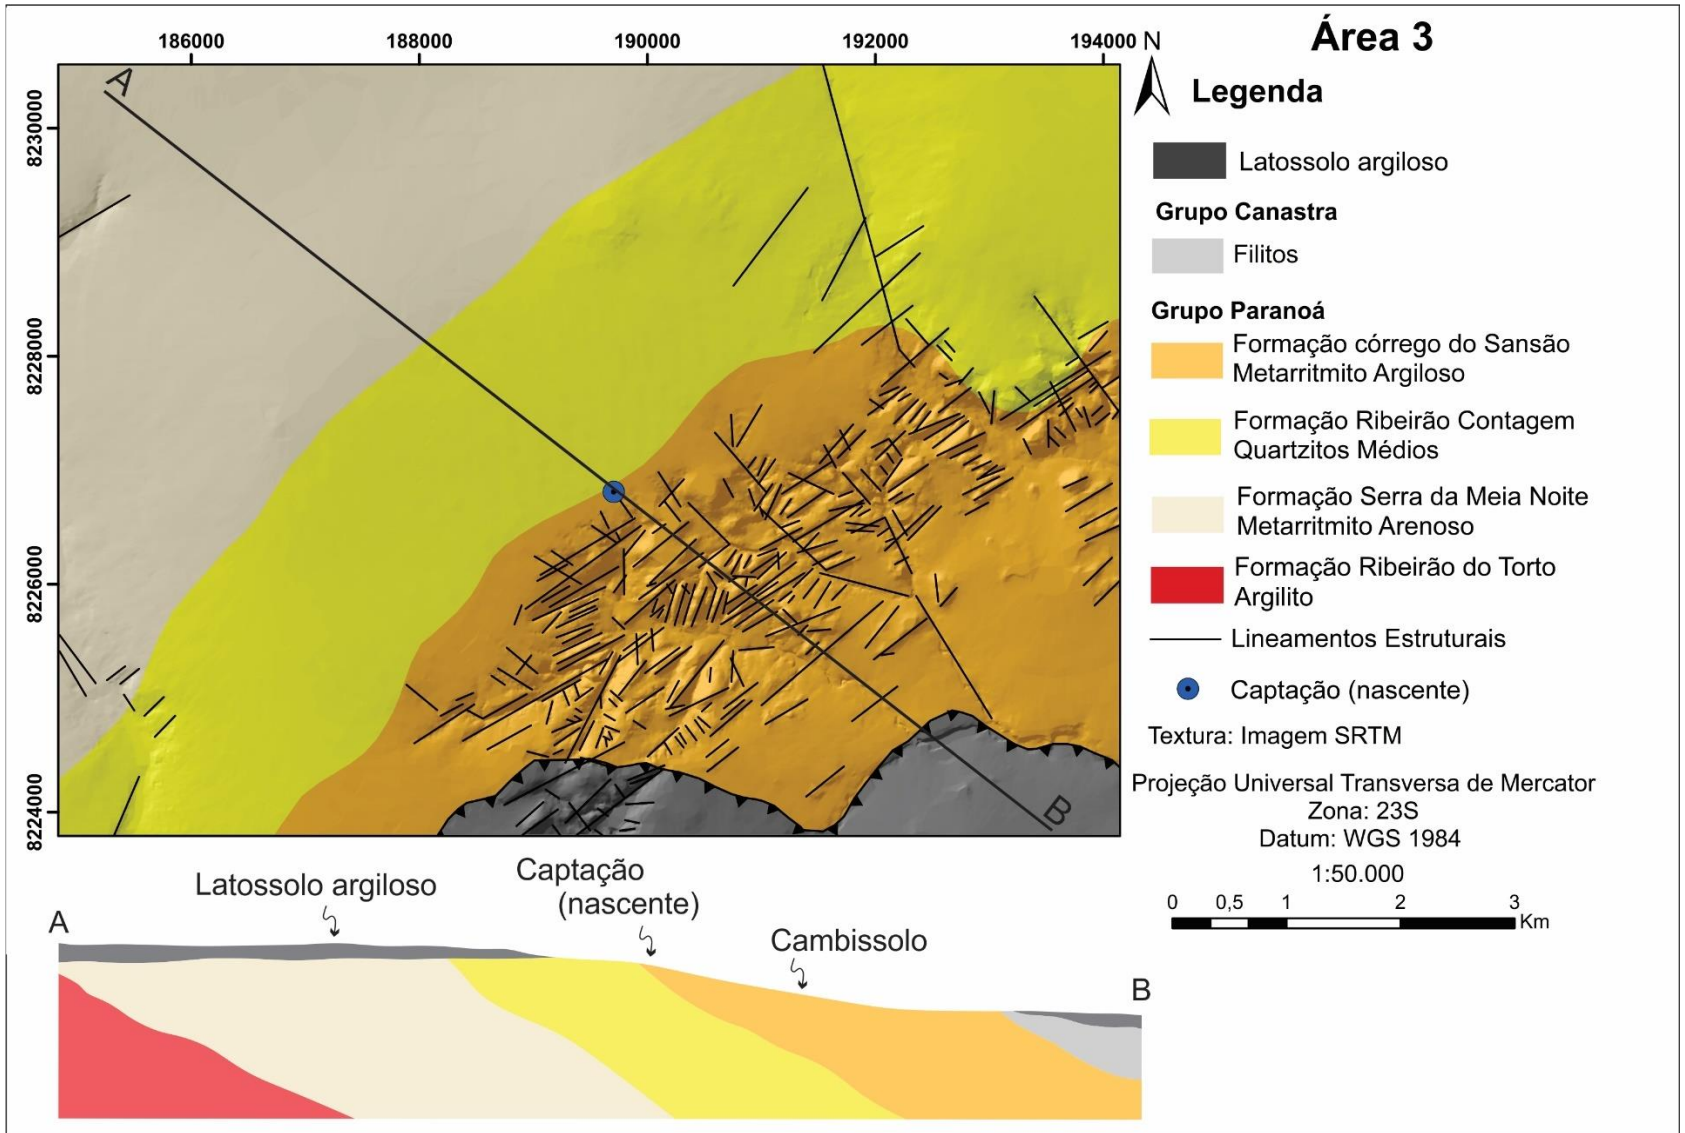 Área 3
186000
188000
190000
192000
194000
N
8230000
8228000
8226000
8224000
A
B
Legenda
Latossolo argiloso
Grupo Canastra
Filitos
Grupo Paranoá
Formação córrego do Sansão
Metarritmito Argiloso
Formação Ribeirão Contagem
Quartzitos Médios
Formação Serra da Meia Noite
Metarritmito Arenoso
Formação Ribeirão do Torto
Argilito
Lineamentos Estruturais
Captação (nascente)
Textura: Imagem SRTM
Projeção Universal Transversa de Mercator
Zona: 23S
Datum: WGS 1984
1:50.000
0 0,5 1 2 3
Km
A
Latossolo argiloso
Captação
(nascente)
Cambissolo
B